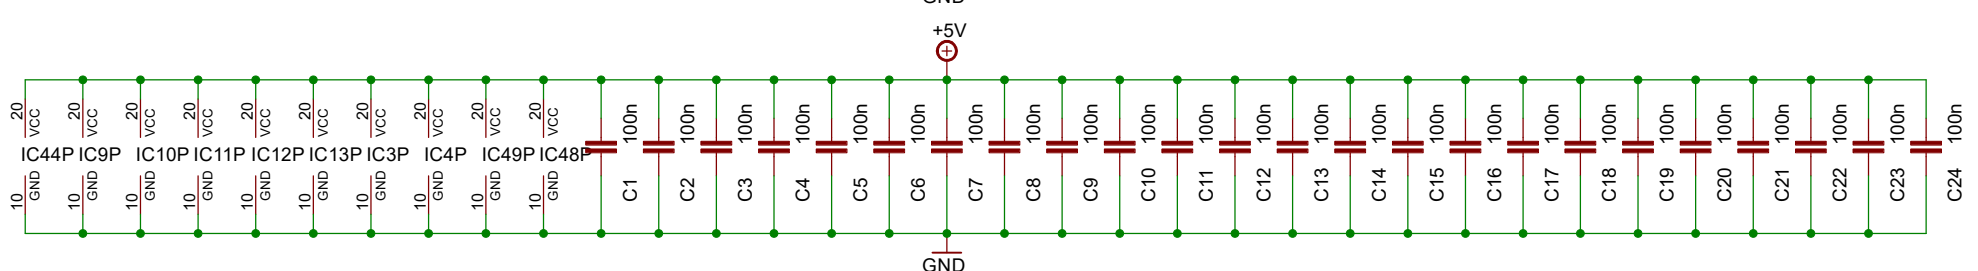 GND
+5V
20 20 20 20 20 20 20 20 20 20
VCC VCC VCC VCC VCC VCC VCC VCC VCC VCC
100n 100n 100n 100n 100n 100n 100n 100n 100n 100n 100n 100n 100n 100n 100n 100n 100n 100n 100n 100n 100n 100n 100n 100n
IC44P IC9P IC10P IC11P IC12P IC13P IC3P IC4P IC49P IC48P
10 10 10 10 10 10 10 10 10 10
GND GND GND GND GND GND GND GND GND GND
C1 C2 C3 C4 C5 C6 C7 C8 C9 C10 C11 C12 C13 C14 C15 C16 C17 C18 C19 C20 C21 C22 C23 C24
GND